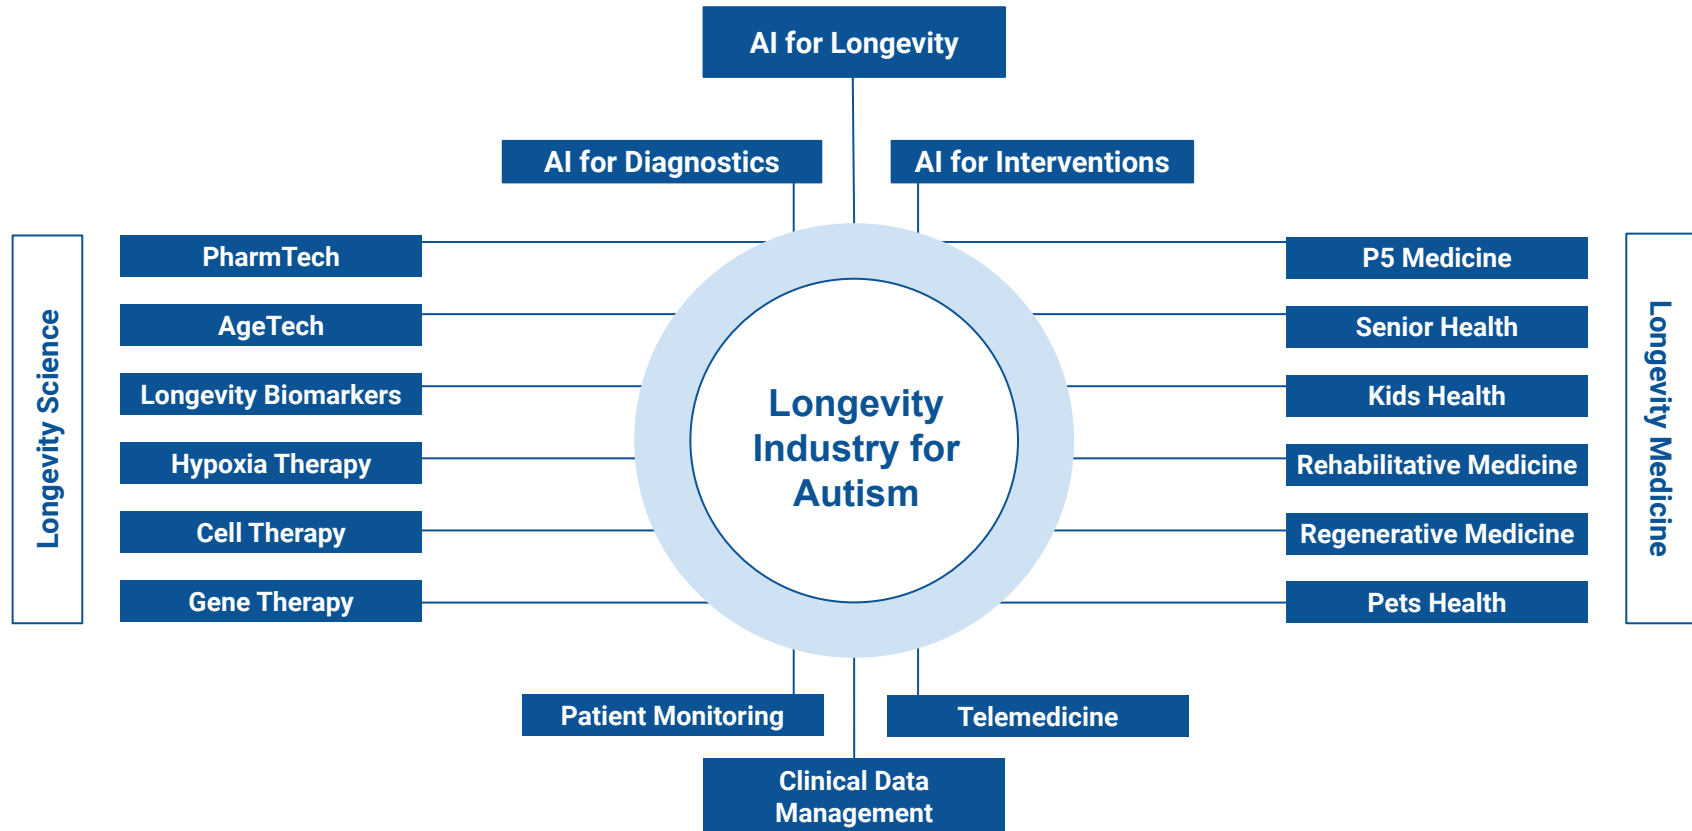 AI for Longevity
AI for Diagnostics
AI for Interventions
Longevity Science
PharmTech
AgeTech
Longevity Biomarkers
Hypoxia Therapy
Cell Therapy
Gene Therapy
Longevity
Industry for
Autism
P5 Medicine
Senior Health
Kids Health
Rehabilitative Medicine
Regenerative Medicine
Pets Health
Longevity Medicine
Patient Monitoring
Telemedicine
Clinical Data
Management